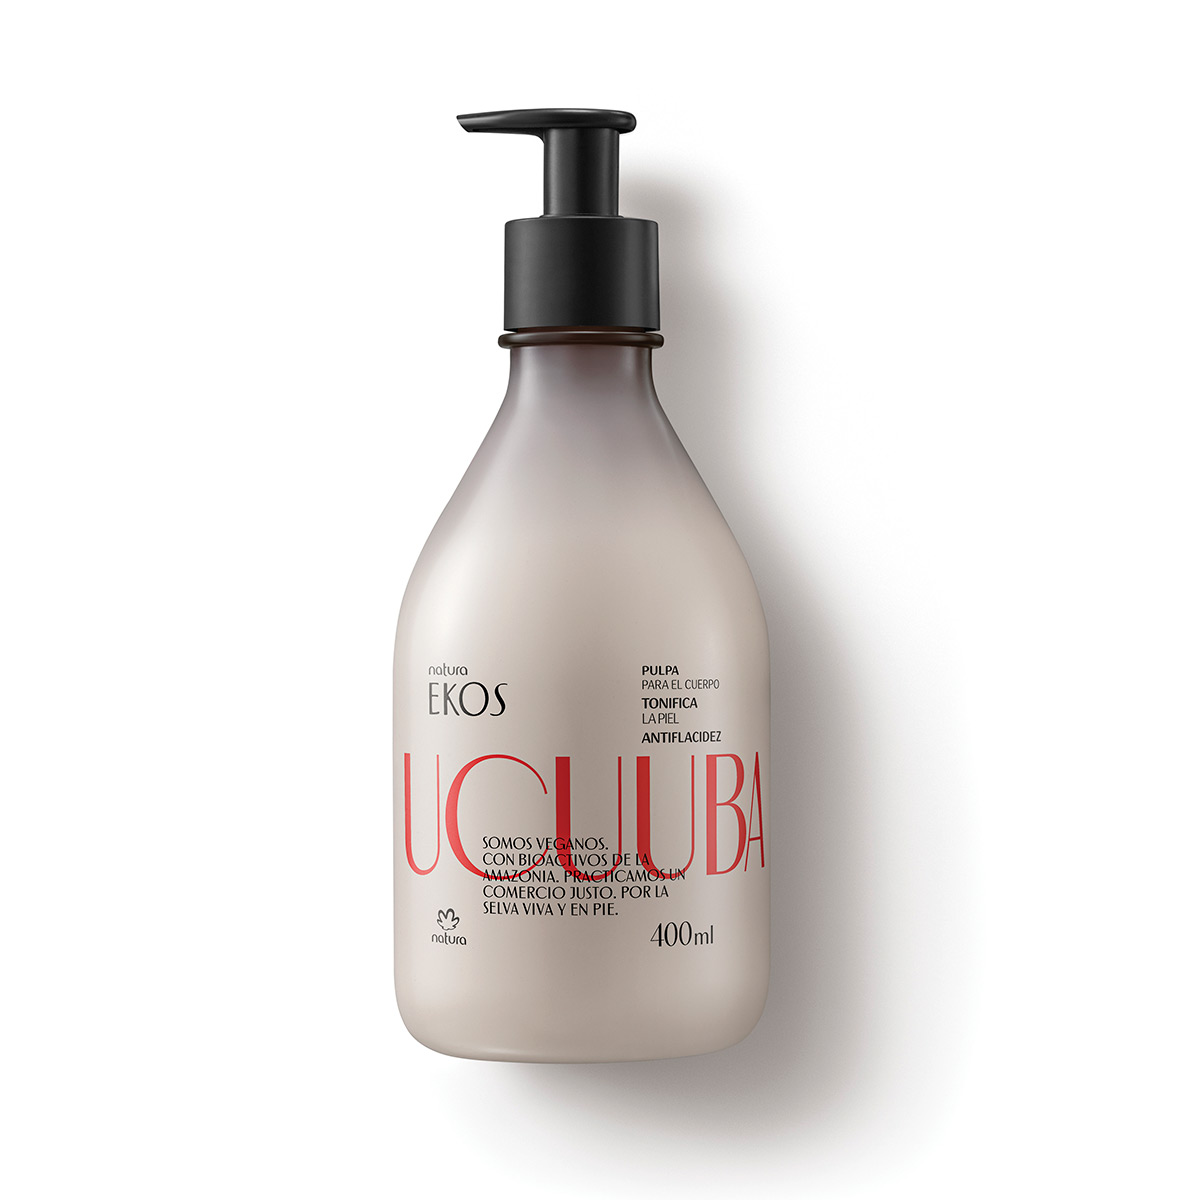 natura
EKOS
PULPA
PARA EL CUERPO
TONIFICA
LA PIEL
ANTIFLACIDEZ
UCUUBA
SOMOS VEGANOS.
CON BIOACTIVOS DE LA
AMAZONIA. PRACTICAMOS UN
COMERCIO JUSTO. POR LA
SELVA VIVA Y EN PIE.
natura
400ml